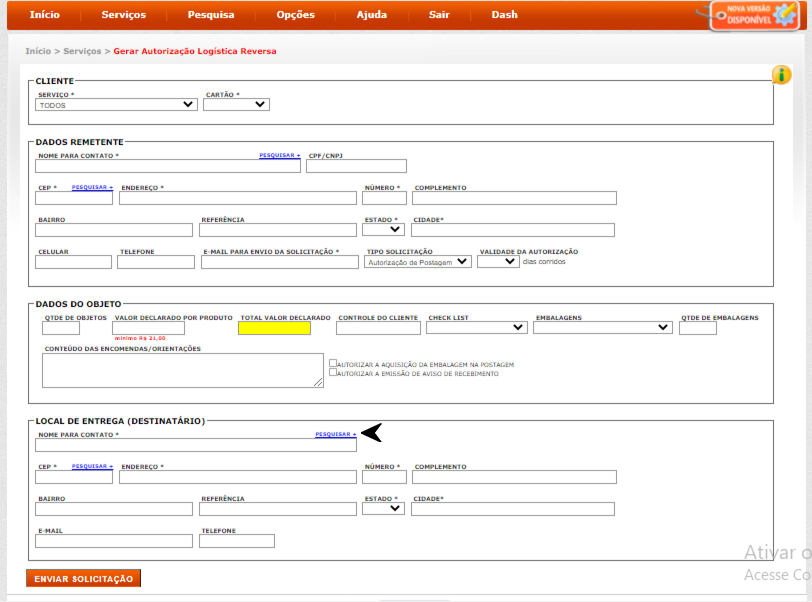 Início Serviços Pesquisa Opções Ajuda Sair Dash
NOVA VERSÃO
DISPONÍVEL
Início > Serviços > Gerar Autorização Logística Reversa
CLIENTE
SERVIÇO * CARTÃO *
TODOS
DADOS REMETENTE
NOME PARA CONTATO * PESQUISAR + CPF/CNPJ
CEP * PESQUISAR + ENDEREÇO * NÚMERO * COMPLEMENTO
BAIRRO REFERÊNCIA ESTADO * CIDADE*
CELULAR TELEFONE E-MAIL PARA ENVIO DA SOLICITAÇÃO * TIPO SOLICITAÇÃO VALIDADE DA AUTORIZAÇÃO
Autorização de Postagem dias corridos
DADOS DO OBJETO
QTDE DE OBJETOS VALOR DECLARADO POR PRODUTO TOTAL VALOR DECLARADO CONTROLE DO CLIENTE CHECK LIST EMBALAGENS QTDE DE EMBALAGENS
mínimo R$ 21,00
CONTEÚDO DAS ENCOMENDAS/ORIENTAÇÕES
AUTORIZAR A AQUISIÇÃO DA EMBALAGEM NA POSTAGEM
AUTORIZAR A EMISSÃO DE AVISO DE RECEBIMENTO
LOCAL DE ENTREGA (DESTINATÁRIO)
NOME PARA CONTATO * PESQUISAR +
CEP * PESQUISAR + ENDEREÇO * NÚMERO * COMPLEMENTO
BAIRRO REFERÊNCIA ESTADO * CIDADE*
E-MAIL TELEFONE
Ativar o
Acesse Co
ENVIAR SOLICITAÇÃO